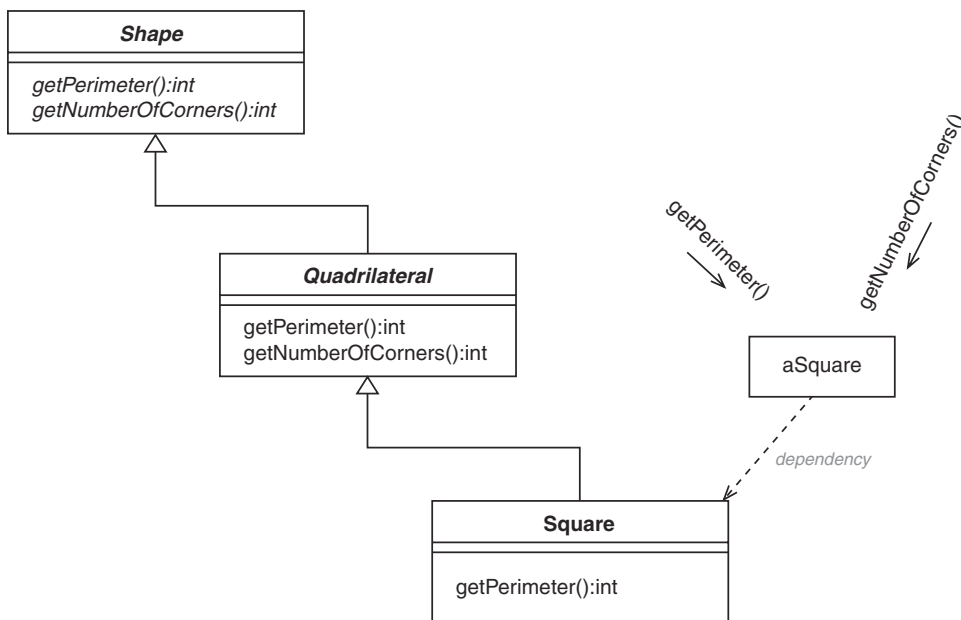 Shape
getPerimeter():int
getNumberOfCorners():int
Quadrilateral
getPerimeter():int
getNumberOfCorners():int
Square
getPerimeter():int
getPerimeter()
getNumberOfCorners()
aSquare
dependency